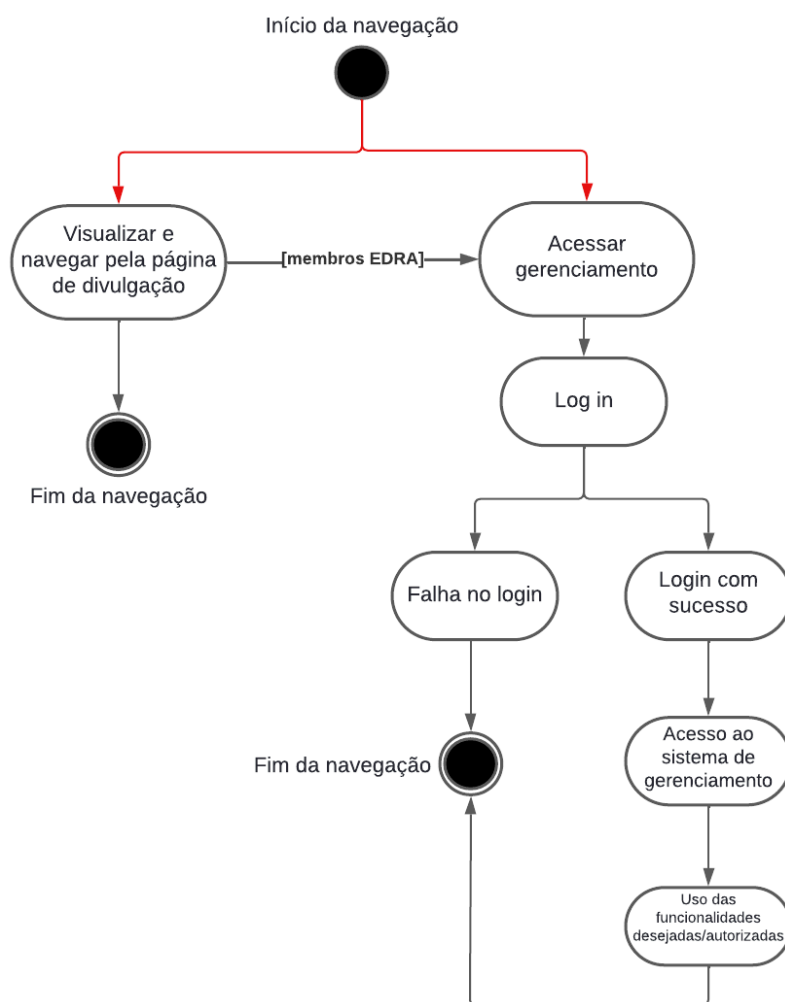 Início da navegação
Visualizar e
navegar pela página
de divulgação
[membros EDRA]
Acessar
gerenciamento
Log in
Fim da navegação
Falha no login
Login com
sucesso
Fim da navegação
Acesso ao
sistema de
gerenciamento
Uso das
funcionalidades
desejadas/autorizadas